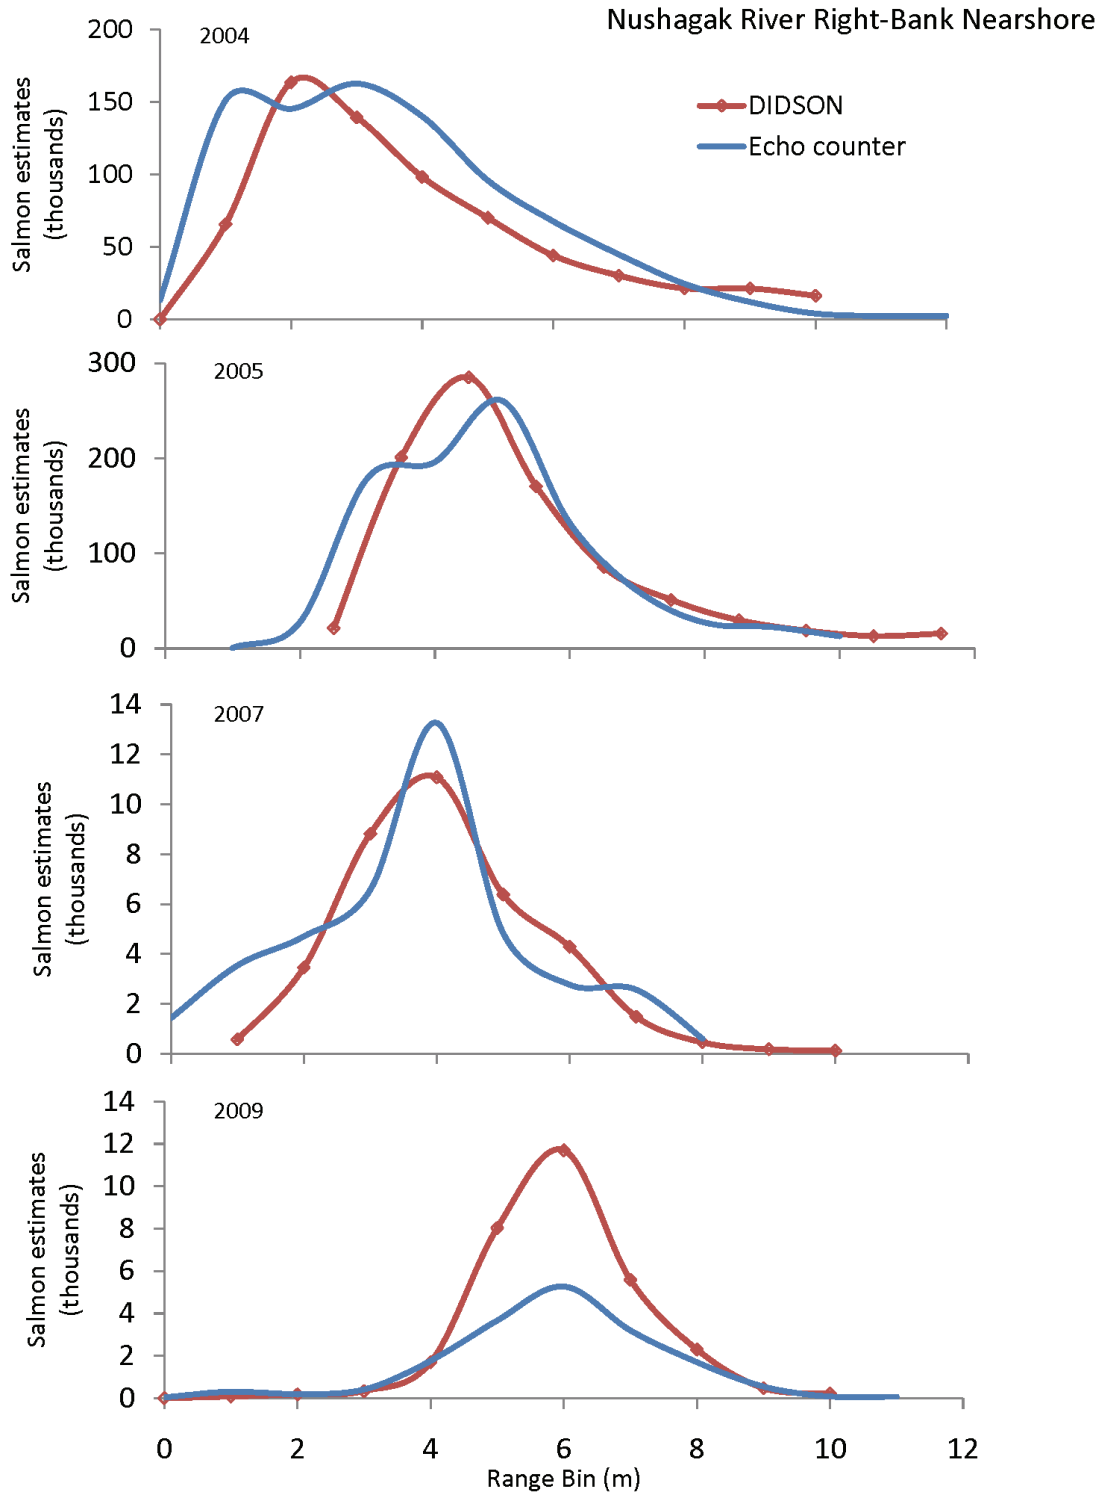 Nushagak River Right-Bank Nearshore
2004
Salmon estimates
(thousands)
200
150
100
50
0
DIDSON
Echo counter
2005
Salmon estimates
(thousands)
300
200
100
0
2007
Salmon estimates
(thousands)
14
12
10
8
6
4
2
0
2009
Salmon estimates
(thousands)
14
12
10
8
6
4
2
0
0 2 4 6 8 10 12
Range Bin (m)